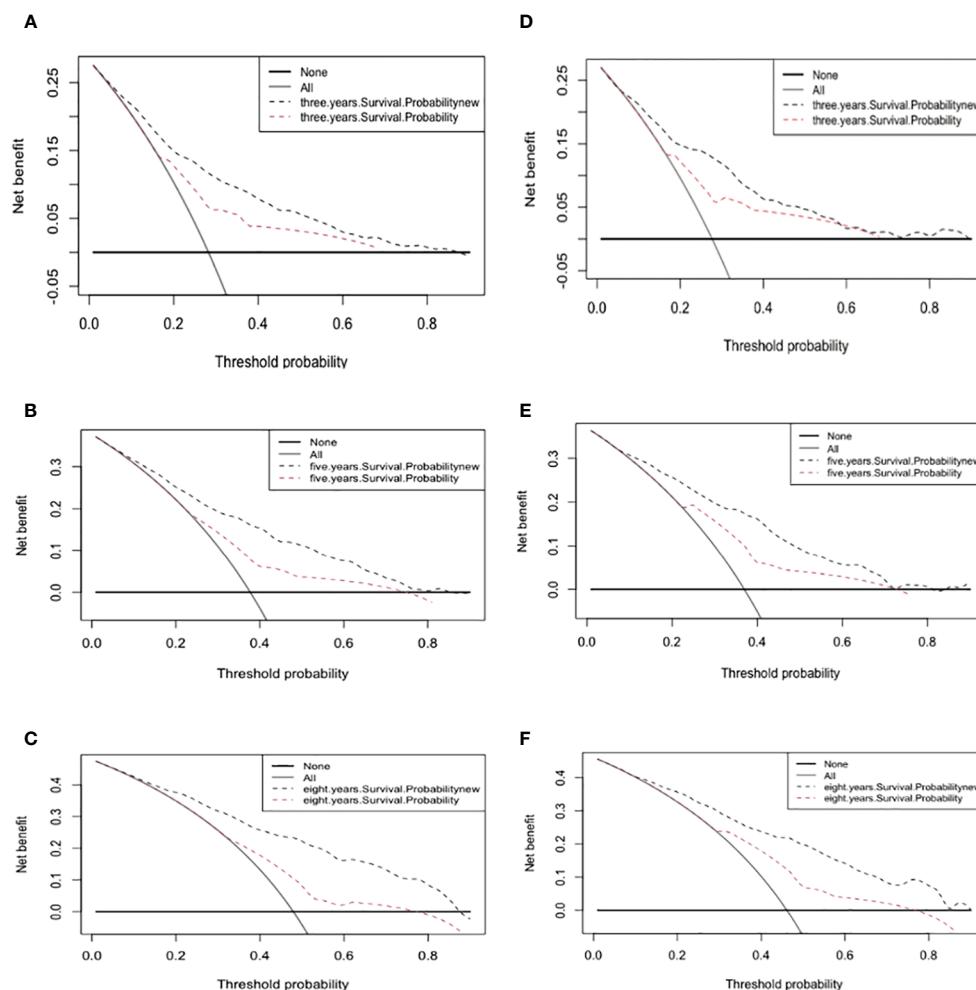 A
None
All
three.years.Survival.Probabilitynew
three.years.Survival.Probability
Net benefit
0.25
0.15
0.05
-0.05
0.0 0.2 0.4 0.6 0.8
Threshold probability
D
None
All
three.years.Survival.Probabilitynew
three.years.Survival.Probability
Net benefit
0.25
0.15
0.05
-0.05
0.0 0.2 0.4 0.6 0.8
Threshold probability
B
None
All
five.years.Survival.Probabilitynew
five.years.Survival.Probability
Net benefit
0.3
0.2
0.1
0.0
0.0 0.2 0.4 0.6 0.8
Threshold probability
E
None
All
five.years.Survival.Probabilitynew
five.years.Survival.Probability
Net benefit
0.3
0.2
0.1
0.0
0.0 0.2 0.4 0.6 0.8
Threshold probability
C
None
All
eight.years.Survival.Probabilitynew
eight.years.Survival.Probability
Net benefit
0.4
0.3
0.2
0.1
0.0
0.0 0.2 0.4 0.6 0.8
Threshold probability
F
None
All
eight.years.Survival.Probabilitynew
eight.years.Survival.Probability
Net benefit
0.4
0.3
0.2
0.1
0.0
0.0 0.2 0.4 0.6 0.8
Threshold probability